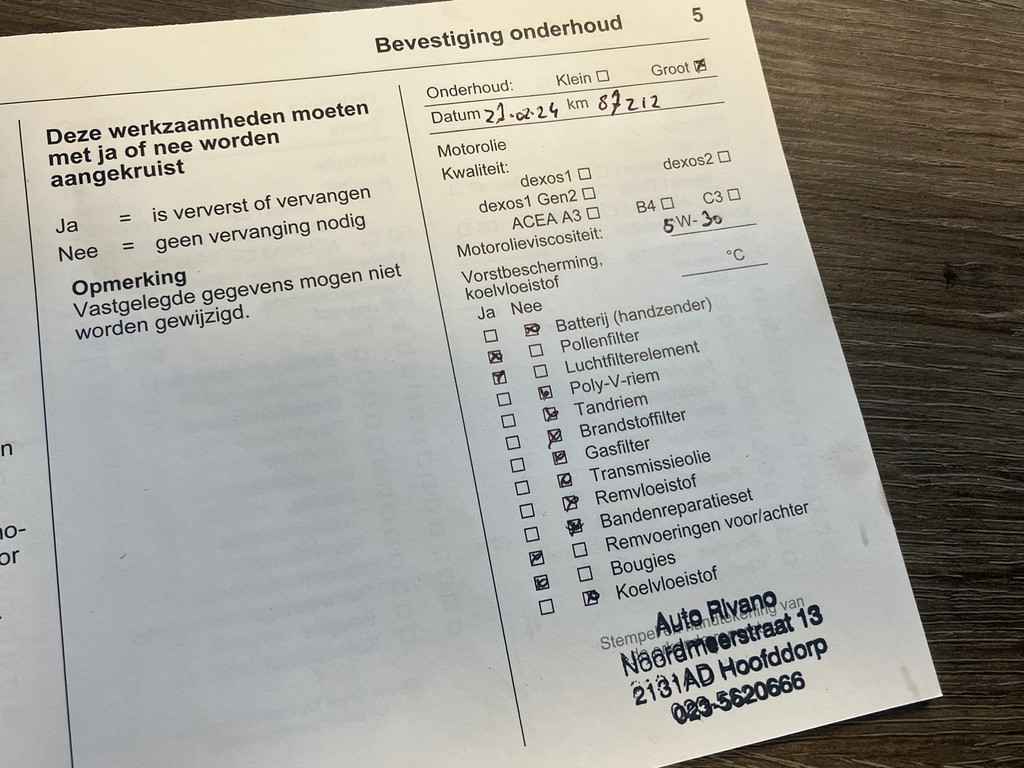 Bevestiging onderhoud 5
n
no-
or
Deze werkzaamheden moeten
met ja of nee worden
aangekruist
Ja = is ververst of vervangen
Nee = geen vervanging nodig
Opmerking
Vastgelegde gegevens mogen niet
worden gewijzigd.
Onderhoud: Klein Groot
Datum 21-02-24 km 87212
Motorolie
Kwaliteit:
dexos1 dexos2
dexos1 Gen2
ACEA A3 B4 C3
Motorolieviscositeit: 5W-30
Vorstbescherming,
koelvloeistof °C
Ja Nee
Batterij (handzender)
Pollenfilter
Luchtfilterelement
Poly-V-riem
Tandriem
Brandstoffilter
Gasfilter
Transmissieolie
Remvloeistof
Bandenreparatieset
Remvoeringen voor/achter
Bougies
Koelvloeistof
Auto Rivano
Noordmeerstraat 13
2131AD Hoofddorp
023-5620666